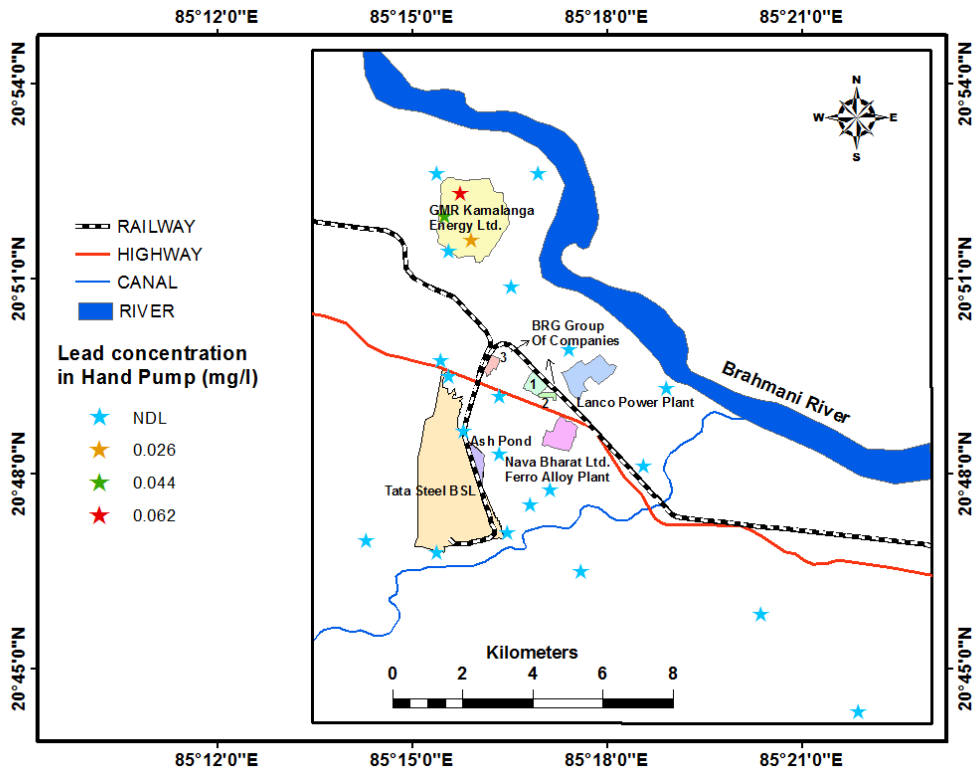 85°12'0"E 85°15'0"E 85°18'0"E 85°21'0"E
20°54'0"N
20°54'0"N
N
W E
S
GMR Kamalanga
Energy Ltd.
RAILWAY
HIGHWAY
CANAL
RIVER
20°51'0"N
20°51'0"N
Lead concentration
in Hand Pump (mg/l)
NDL
0.026
0.044
0.062
BRG Group
Of Companies
3
1
2
Lanco Power Plant
Brahmani River
Ash Pond
Nava Bharat Ltd.
Ferro Alloy Plant
Tata Steel BSL
20°48'0"N
20°48'0"N
Kilometers
0 2 4 6 8
20°45'0"N
20°45'0"N
85°12'0"E 85°15'0"E 85°18'0"E 85°21'0"E